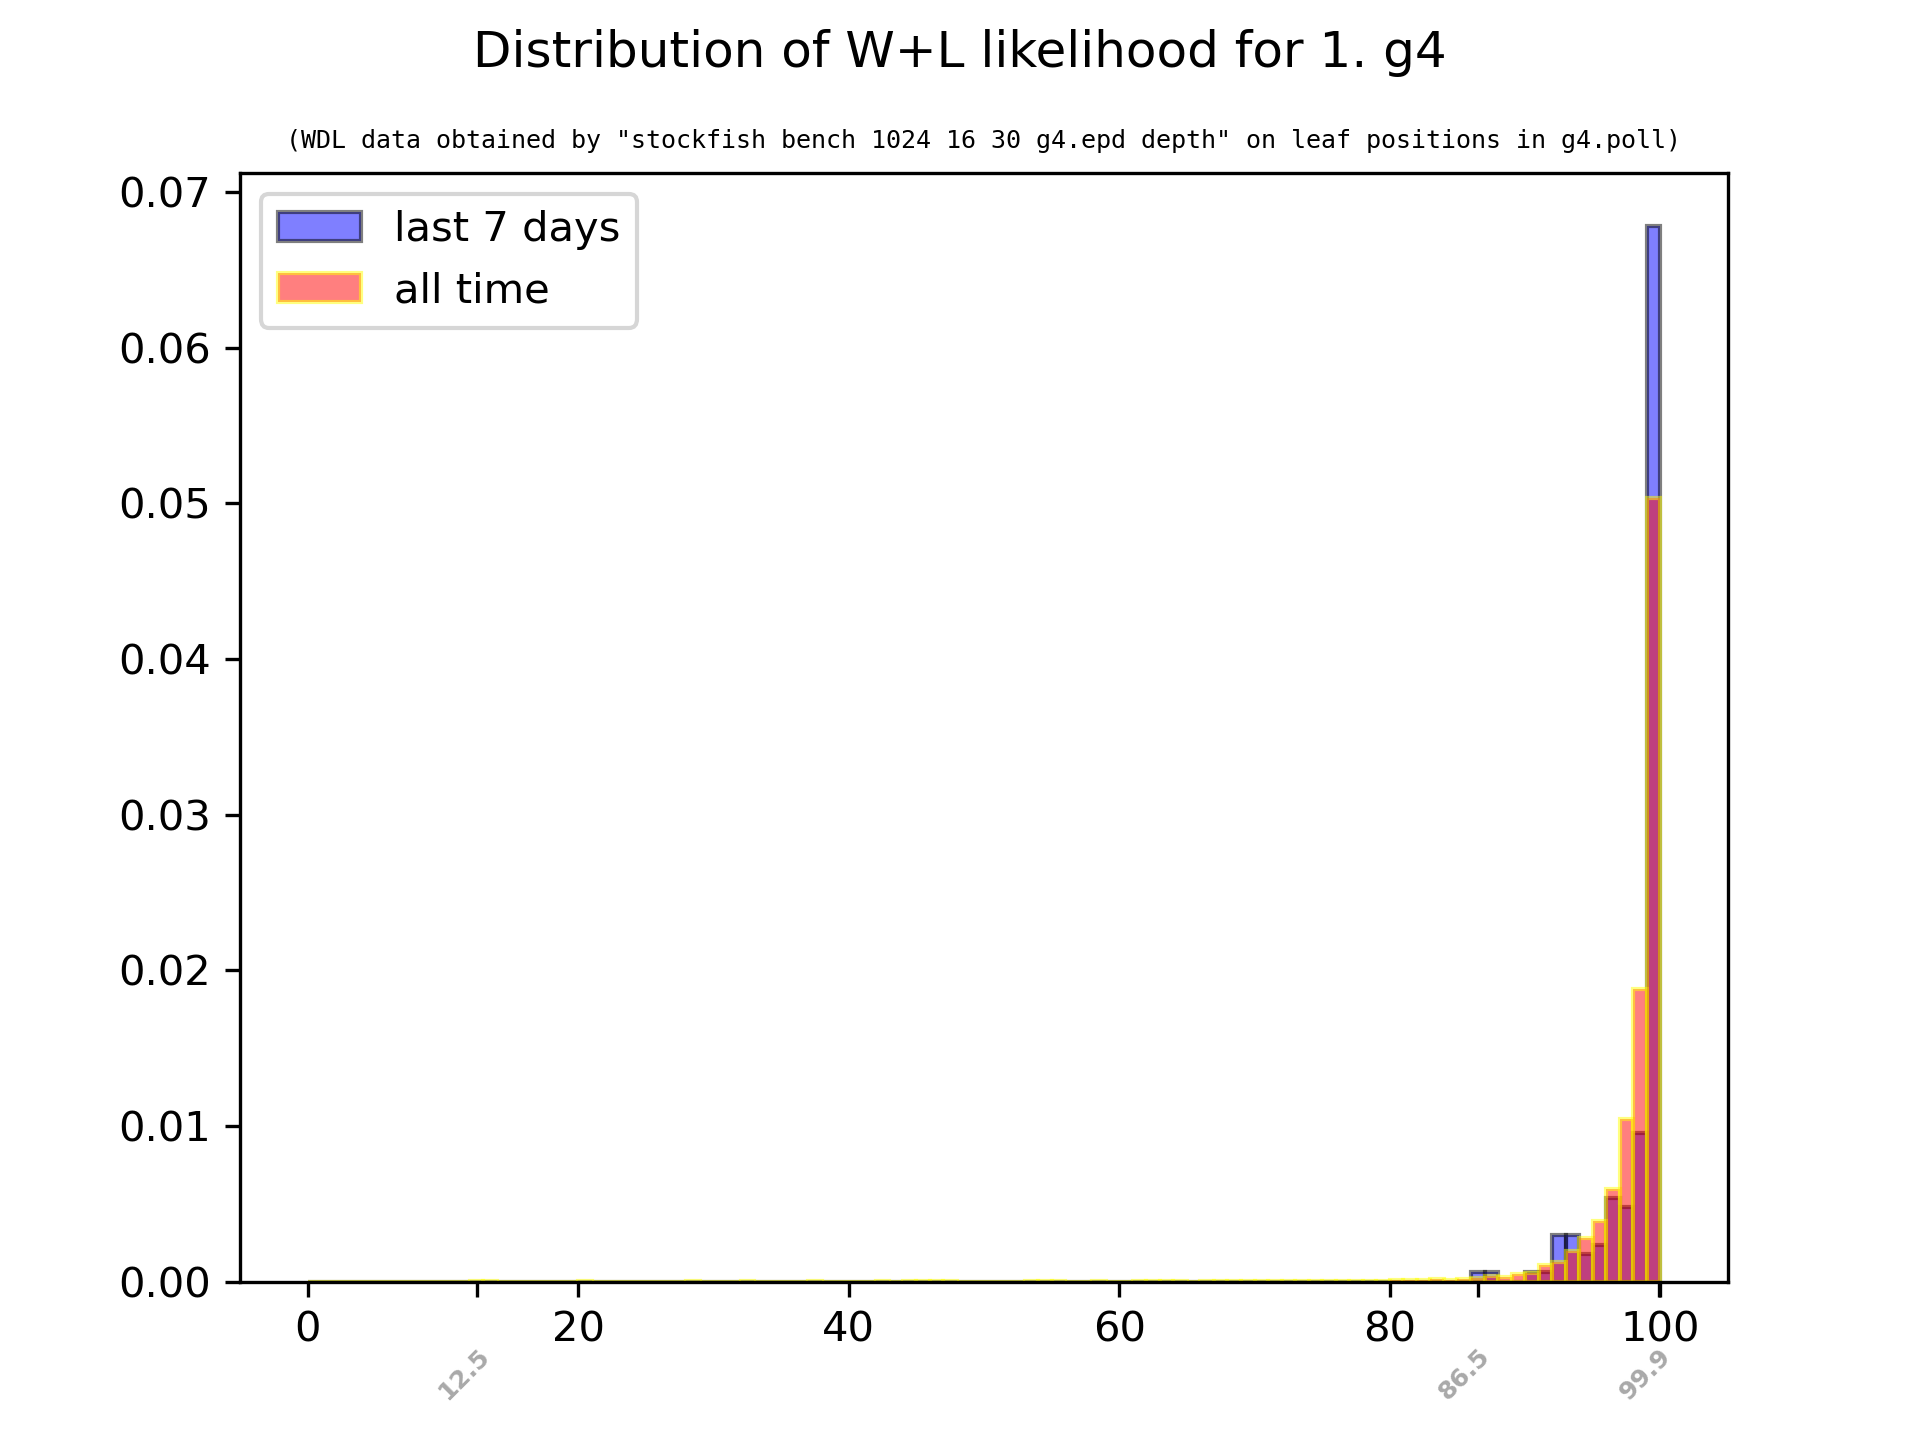 Distribution of W+L likelihood for 1. g4
(WDL data obtained by "stockfish bench 1024 16 30 g4.epd depth" on leaf positions in g4.poll)
last 7 days
all time
0.07
0.06
0.05
0.04
0.03
0.02
0.01
0.00
0 20 40 60 80 100
12.5 86.5 99.9